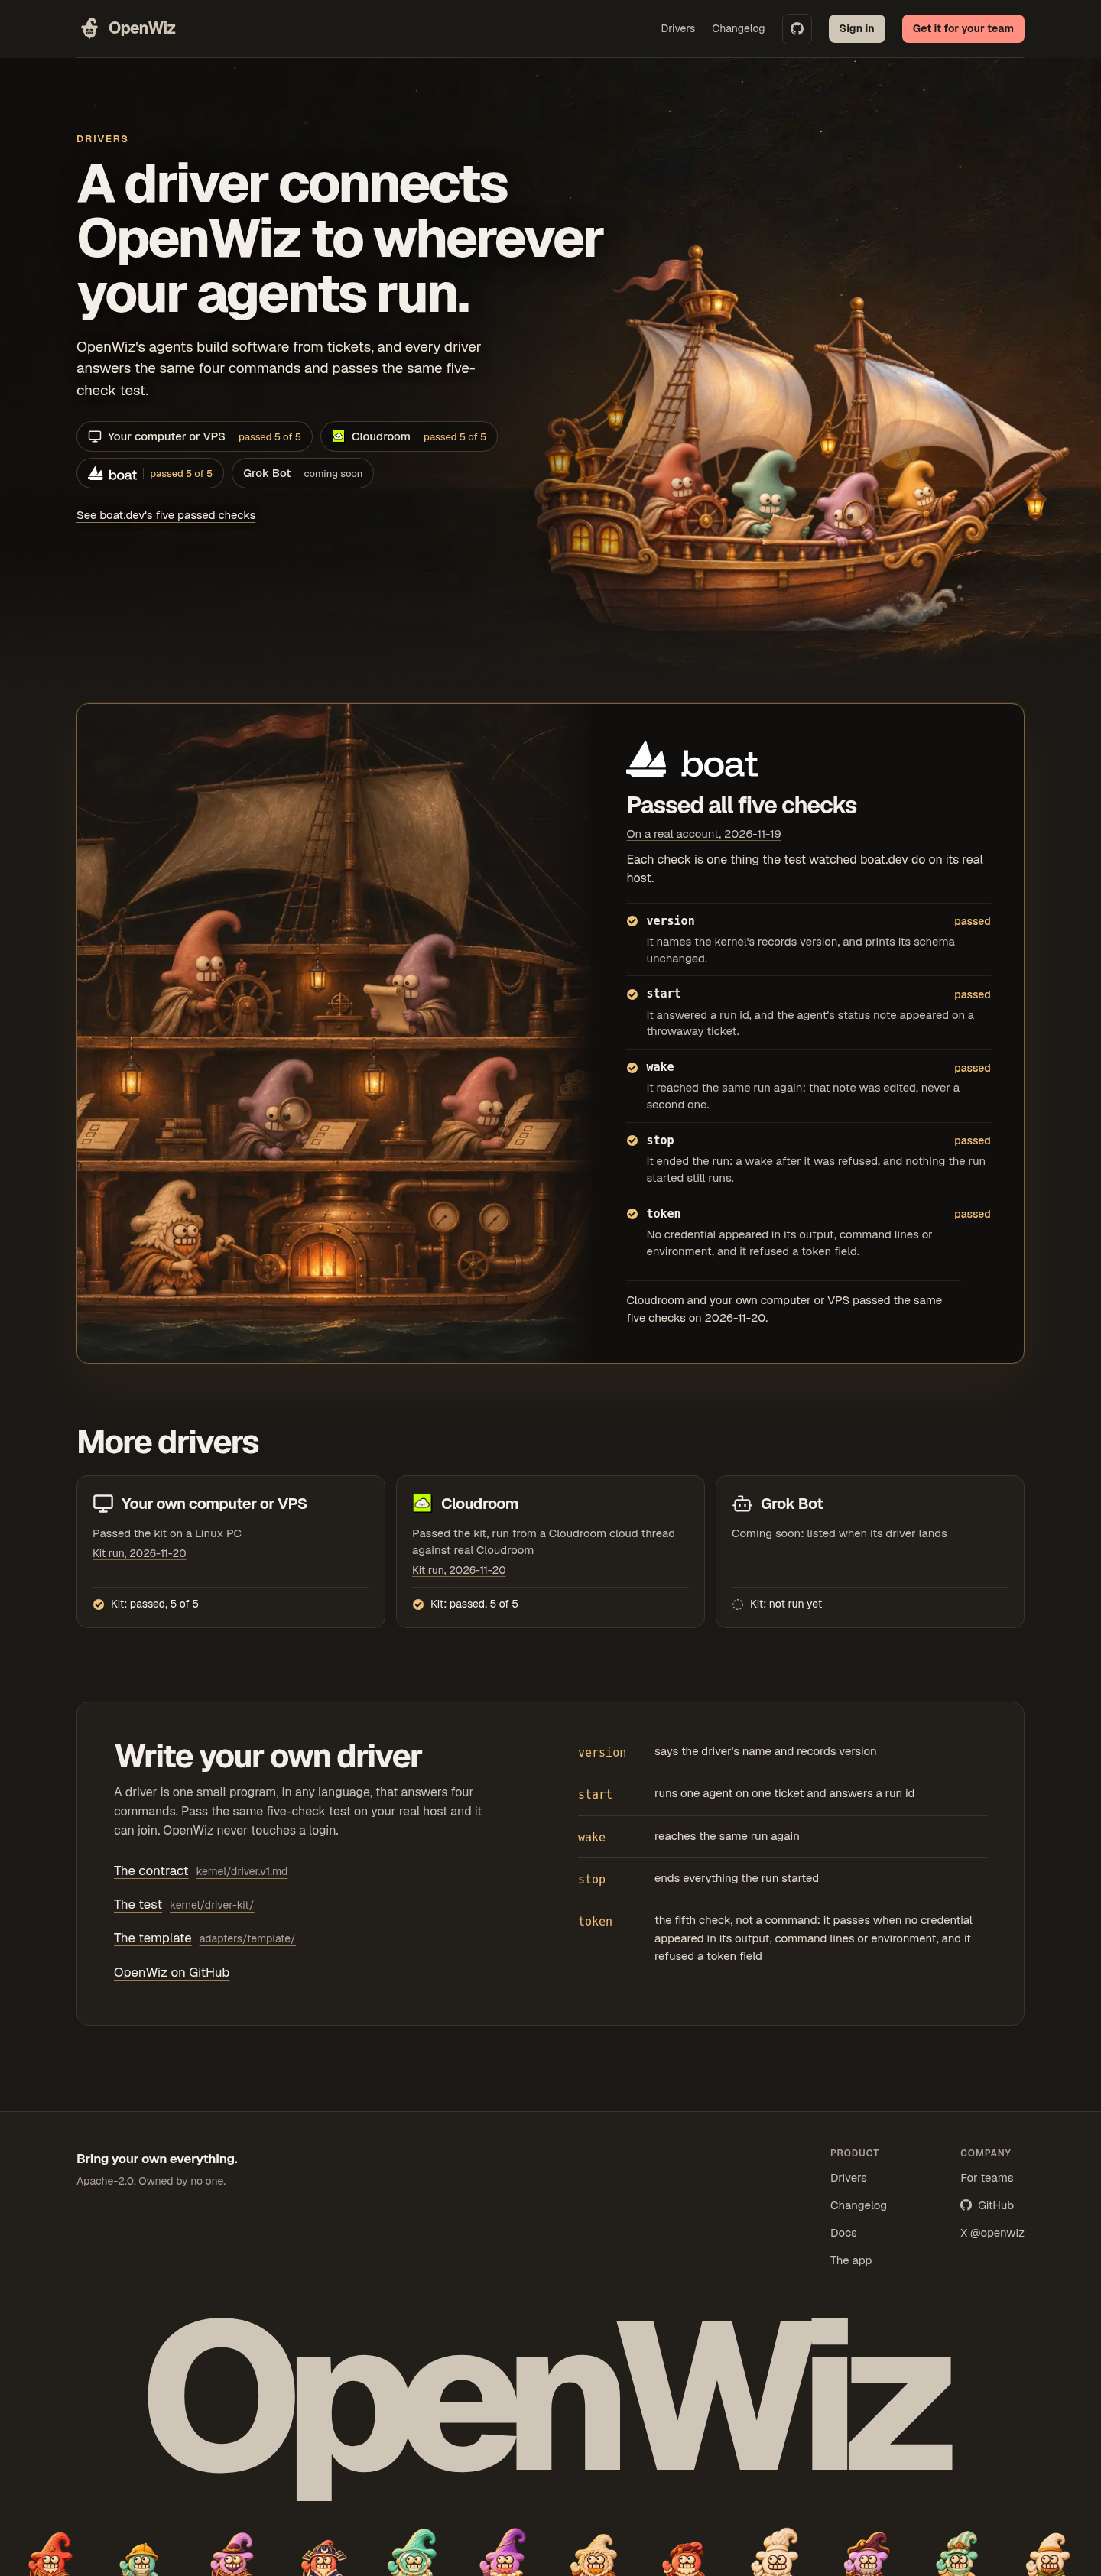 OpenWiz
Drivers
Changelog
Sign in
Get it for your team
DRIVERS
A driver connects
OpenWiz to wherever
your agents run.
OpenWiz's agents build software from tickets, and every driver
answers the same four commands and passes the same five-
check test.
Your computer or VPS | passed 5 of 5
Cloudroom | passed 5 of 5
boat | passed 5 of 5
Grok Bot | coming soon
See boat.dev's five passed checks
boat
Passed all five checks
On a real account, 2026-11-19
Each check is one thing the test watched boat.dev do on its real
host.
version passed
It names the kernel's records version, and prints its schema
unchanged.
start passed
It answered a run id, and the agent's status note appeared on a
throwaway ticket.
wake passed
It reached the same run again: that note was edited, never a
second one.
stop passed
It ended the run: a wake after it was refused, and nothing the run
started still runs.
token passed
No credential appeared in its output, command lines or
environment, and it refused a token field.
Cloudroom and your own computer or VPS passed the same
five checks on 2026-11-20.
More drivers
Your own computer or VPS
Passed the kit on a Linux PC
Kit run, 2026-11-20
Kit: passed, 5 of 5
Cloudroom
Passed the kit, run from a Cloudroom cloud thread
against real Cloudroom
Kit run, 2026-11-20
Kit: passed, 5 of 5
Grok Bot
Coming soon: listed when its driver lands
Kit: not run yet
Write your own driver
A driver is one small program, in any language, that answers four
commands. Pass the same five-check test on your real host and it
can join. OpenWiz never touches a login.
The contract kernel/driver.v1.md
The test kernel/driver-kit/
The template adapters/template/
OpenWiz on GitHub
version says the driver's name and records version
start runs one agent on one ticket and answers a run id
wake reaches the same run again
stop ends everything the run started
token the fifth check, not a command: it passes when no credential
appeared in its output, command lines or environment, and it
refused a token field
Bring your own everything.
Apache-2.0. Owned by no one.
PRODUCT
Drivers
Changelog
Docs
The app
COMPANY
For teams
GitHub
X @openwiz
OpenWiz